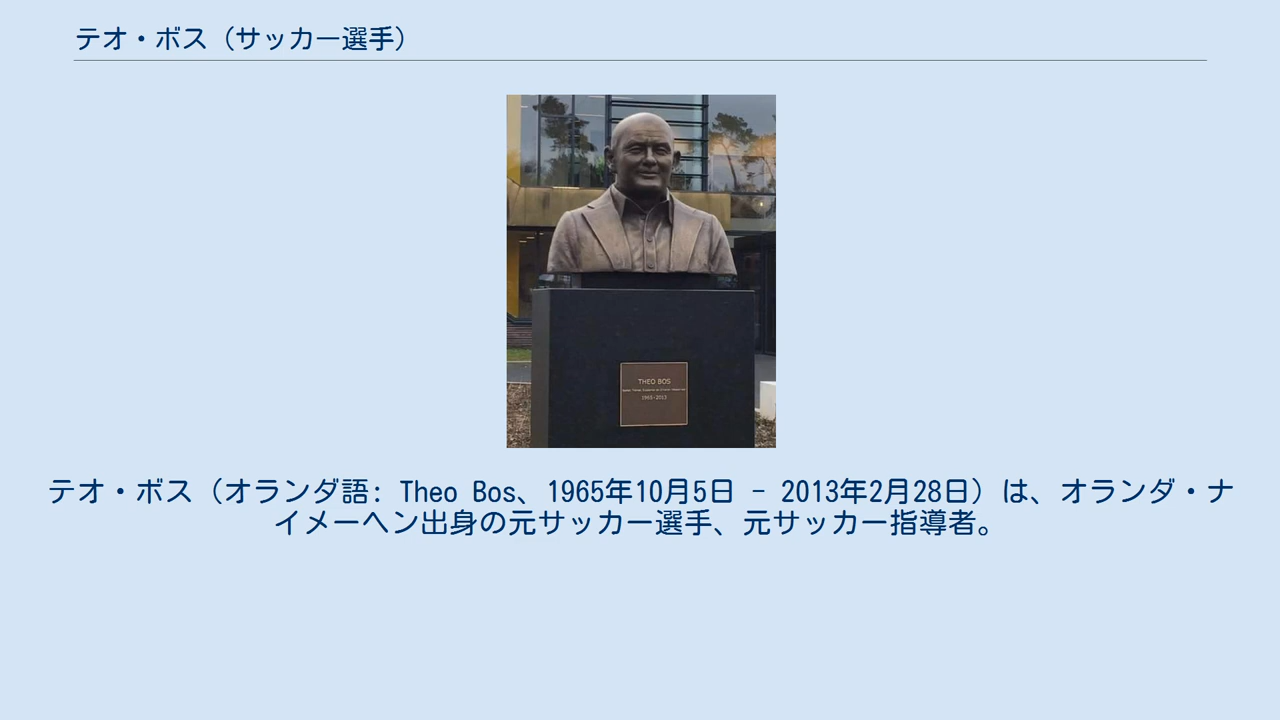 テオ・ボス（サッカー選手）
THEO BOS
1965-2013
テオ・ボス（オランダ語: Theo Bos、1965年10月5日 - 2013年2月28日）は、オランダ・ナ
イメーヘン出身の元サッカー選手、元サッカー指導者。